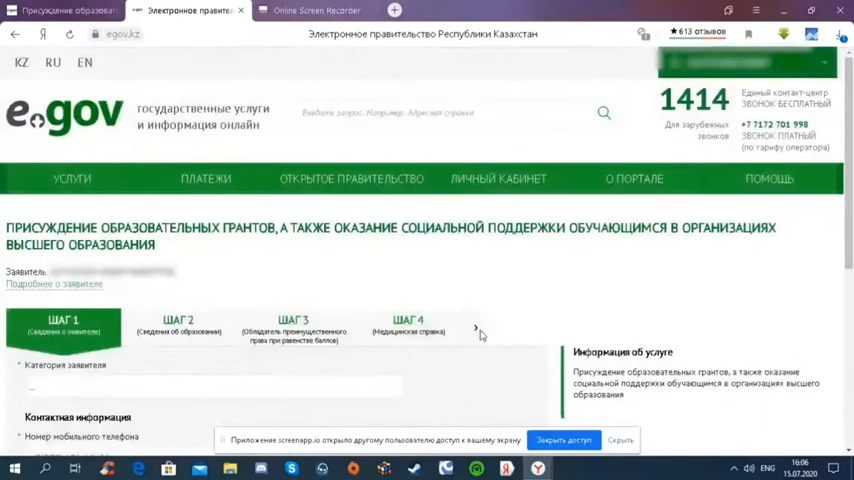 Присуждение образоват
Электронное правител
Online Screen Recorder
egov.kz
Электронное правительство Республики Казахстан
613 отзывов
KZ RU EN
egov
государственные услуги
и информация онлайн
Введите запрос. Например: Адресная справка
1414
Для зарубежных
звонков
Единый контакт-центр
ЗВОНОК БЕСПЛАТНЫЙ
+7 7172 701 998
ЗВОНОК ПЛАТНЫЙ
(по тарифу оператора)
УСЛУГИ ПЛАТЕЖИ ОТКРЫТОЕ ПРАВИТЕЛЬСТВО ЛИЧНЫЙ КАБИНЕТ О ПОРТАЛЕ ПОМОЩЬ
ПРИСУЖДЕНИЕ ОБРАЗОВАТЕЛЬНЫХ ГРАНТОВ, А ТАКЖЕ ОКАЗАНИЕ СОЦИАЛЬНОЙ ПОДДЕРЖКИ ОБУЧАЮЩИМСЯ В ОРГАНИЗАЦИЯХ
ВЫСШЕГО ОБРАЗОВАНИЯ
Заявитель
Подробнее о заявителе
ШАГ 1
(Сведения о заявителе)
ШАГ 2
(Сведения об образовании)
ШАГ 3
(Обладатель преимущественного
права при равенстве баллов)
ШАГ 4
(Медицинская справка)
* Категория заявителя
...
Контактная информация
* Номер мобильного телефона
Информация об услуге
Присуждение образовательных грантов, а также оказание
социальной поддержки обучающимся в организациях высшего
образования
Приложение screenapp.io открыло другому пользователю доступ к вашему экрану
Закрыть доступ
Скрыть
ENG
16:06
15.07.2020